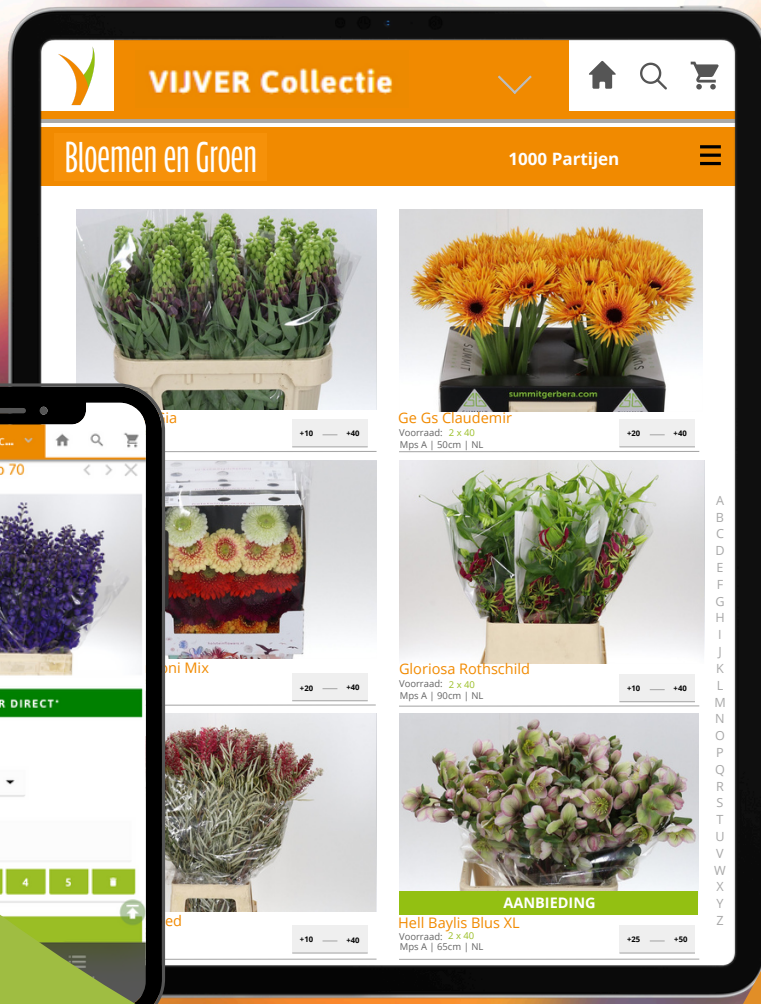 VIJVER Collectie
Bloemen en Groen
1000 Partijen
summitgerbera.com
+10 +40
Ge Gs Claudemir
Voorraad: 2 x 40
Mps A | 50cm | NL
+20 +40
Mix
+20 +40
Gloriosa Rothschild
Voorraad: 2 x 40
Mps A | 90cm | NL
+10 +40
+10 +40
AANBIEDING
Hell Baylis Blus XL
Voorraad: 2 x 40
Mps A | 65cm | NL
+25 +50
A
B
C
D
E
F
G
H
I
J
K
L
M
N
O
P
Q
R
S
T
U
V
W
X
Y
Z
70
DIRECT*
4 5